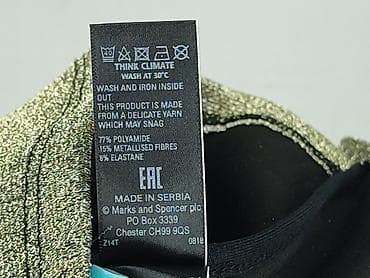 40
THINK CLIMATE
WASH AT 30°C
WASH AND IRON INSIDE
OUT
THIS PRODUCT IS MADE
FROM A DELICATE YARN
WHICH MAY SNAG
77% POLYAMIDE
15% METALLISED FIBRES
8% ELASTANE
EAC
MADE IN SERBIA
© Marks and Spencer plc
PO Box 3339
Chester CH99 9QS
Z14T 0818